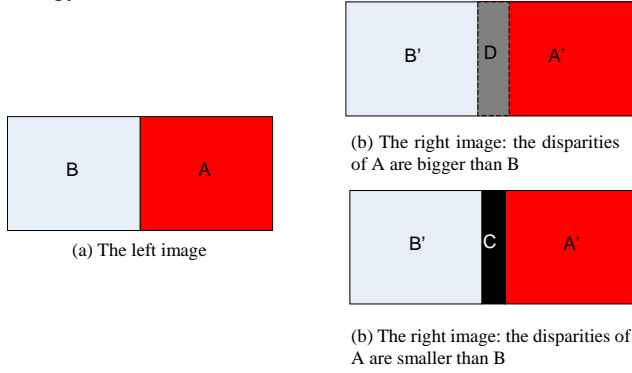 B' D A'
(b) The right image: the disparities
of A are bigger than B
B A
(a) The left image
B' C A'
(b) The right image: the disparities of
A are smaller than B